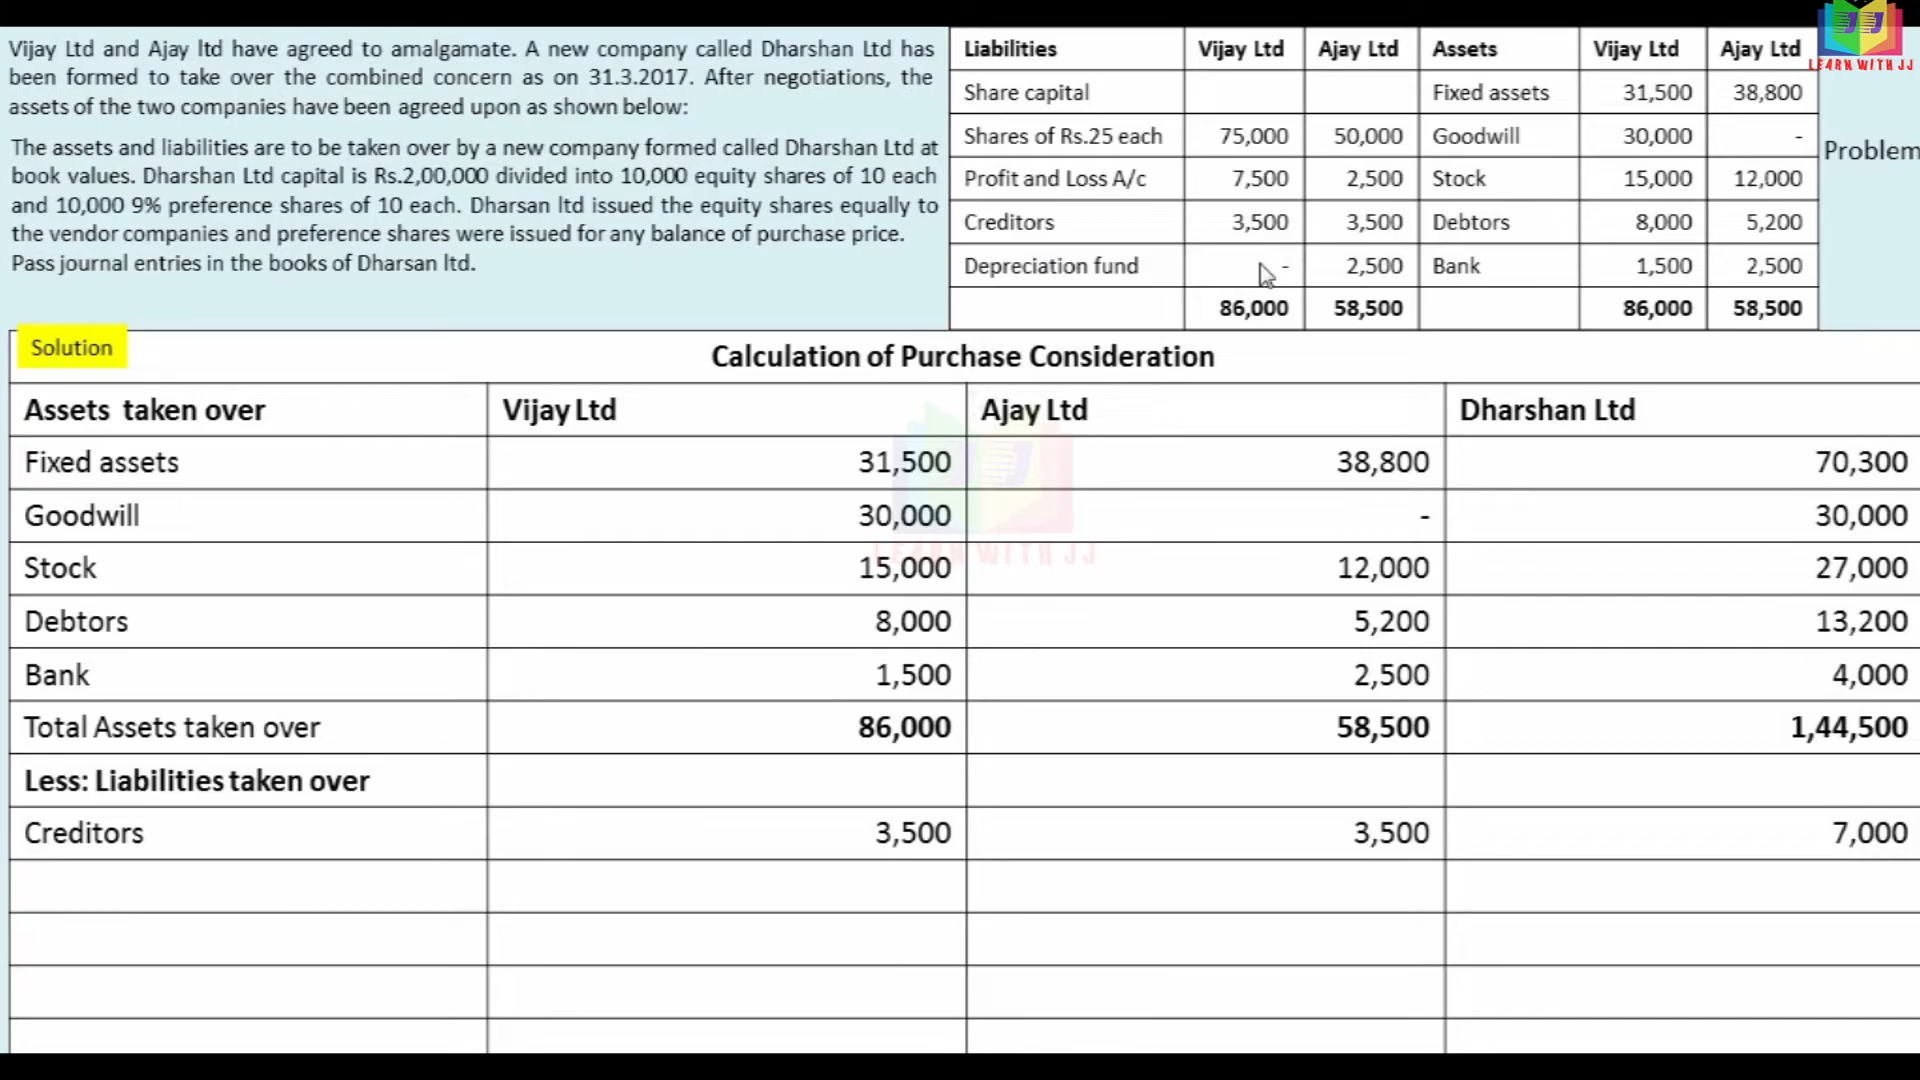 Vijay Ltd and Ajay ltd have agreed to amalgamate. A new company called Dharshan Ltd has
been formed to take over the combined concern as on 31.3.2017. After negotiations, the
assets of the two companies have been agreed upon as shown below:
The assets and liabilities are to be taken over by a new company formed called Dharshan Ltd at
book values. Dharshan Ltd capital is Rs.2,00,000 divided into 10,000 equity shares of 10 each
and 10,000 9% preference shares of 10 each. Dharsan ltd issued the equity shares equally to
the vendor companies and preference shares were issued for any balance of purchase price.
Pass journal entries in the books of Dharsan ltd.
Liabilities Vijay Ltd Ajay Ltd Assets Vijay Ltd Ajay Ltd
Share capital Fixed assets 31,500 38,800
Shares of Rs.25 each 75,000 50,000 Goodwill 30,000 -
Profit and Loss A/c 7,500 2,500 Stock 15,000 12,000
Creditors 3,500 3,500 Debtors 8,000 5,200
Depreciation fund - 2,500 Bank 1,500 2,500
86,000 58,500 86,000 58,500
LEARN WITH JJ
Problem
Solution
Calculation of Purchase Consideration
Assets taken over Vijay Ltd Ajay Ltd Dharshan Ltd
Fixed assets 31,500 38,800 70,300
Goodwill 30,000 - 30,000
Stock 15,000 12,000 27,000
Debtors 8,000 5,200 13,200
Bank 1,500 2,500 4,000
Total Assets taken over 86,000 58,500 1,44,500
Less: Liabilities taken over
Creditors 3,500 3,500 7,000
LEARN WITH JJ